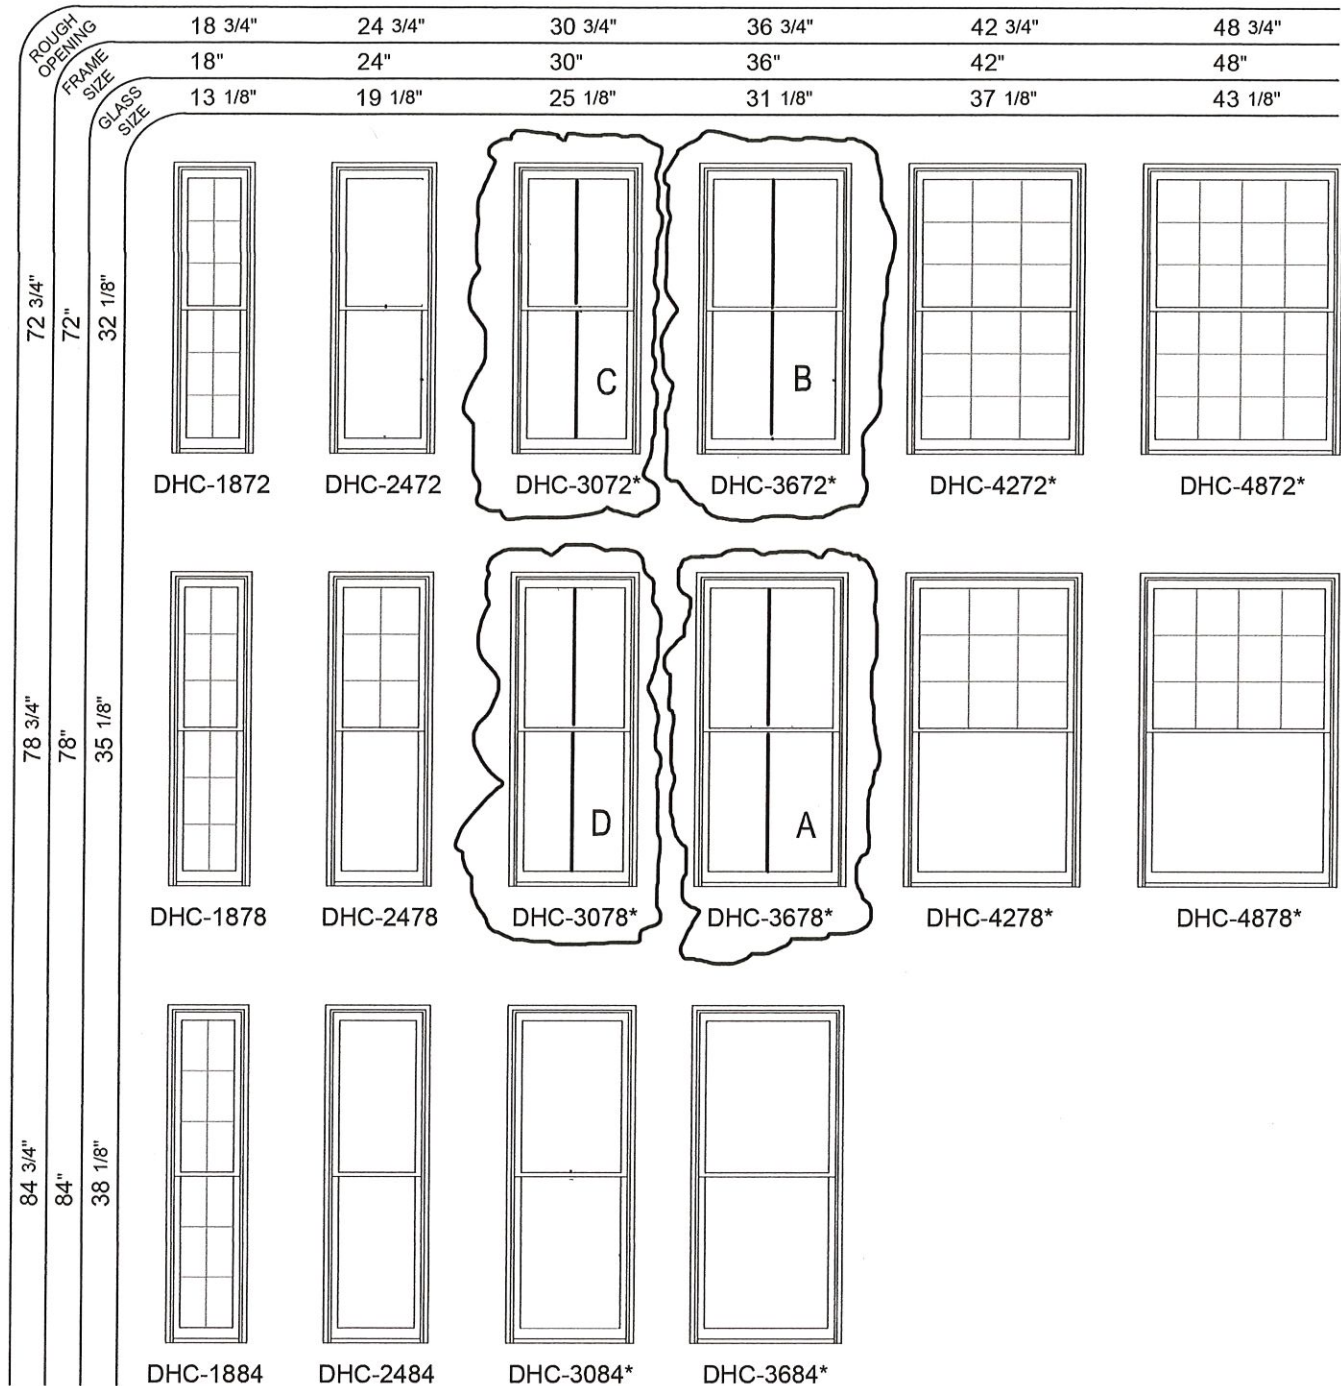 ROUGH OPENING 18 3/4" 24 3/4" 30 3/4" 36 3/4" 42 3/4" 48 3/4"
FRAME SIZE 18" 24" 30" 36" 42" 48"
GLASS SIZE 13 1/8" 19 1/8" 25 1/8" 31 1/8" 37 1/8" 43 1/8"
72 3/4" 72" 32 1/8"
C B
DHC-1872 DHC-2472 DHC-3072* DHC-3672* DHC-4272* DHC-4872*
78 3/4" 78" 35 1/8"
D A
DHC-1878 DHC-2478 DHC-3078* DHC-3678* DHC-4278* DHC-4878*
84 3/4" 84" 38 1/8"
DHC-1884 DHC-2484 DHC-3084* DHC-3684*